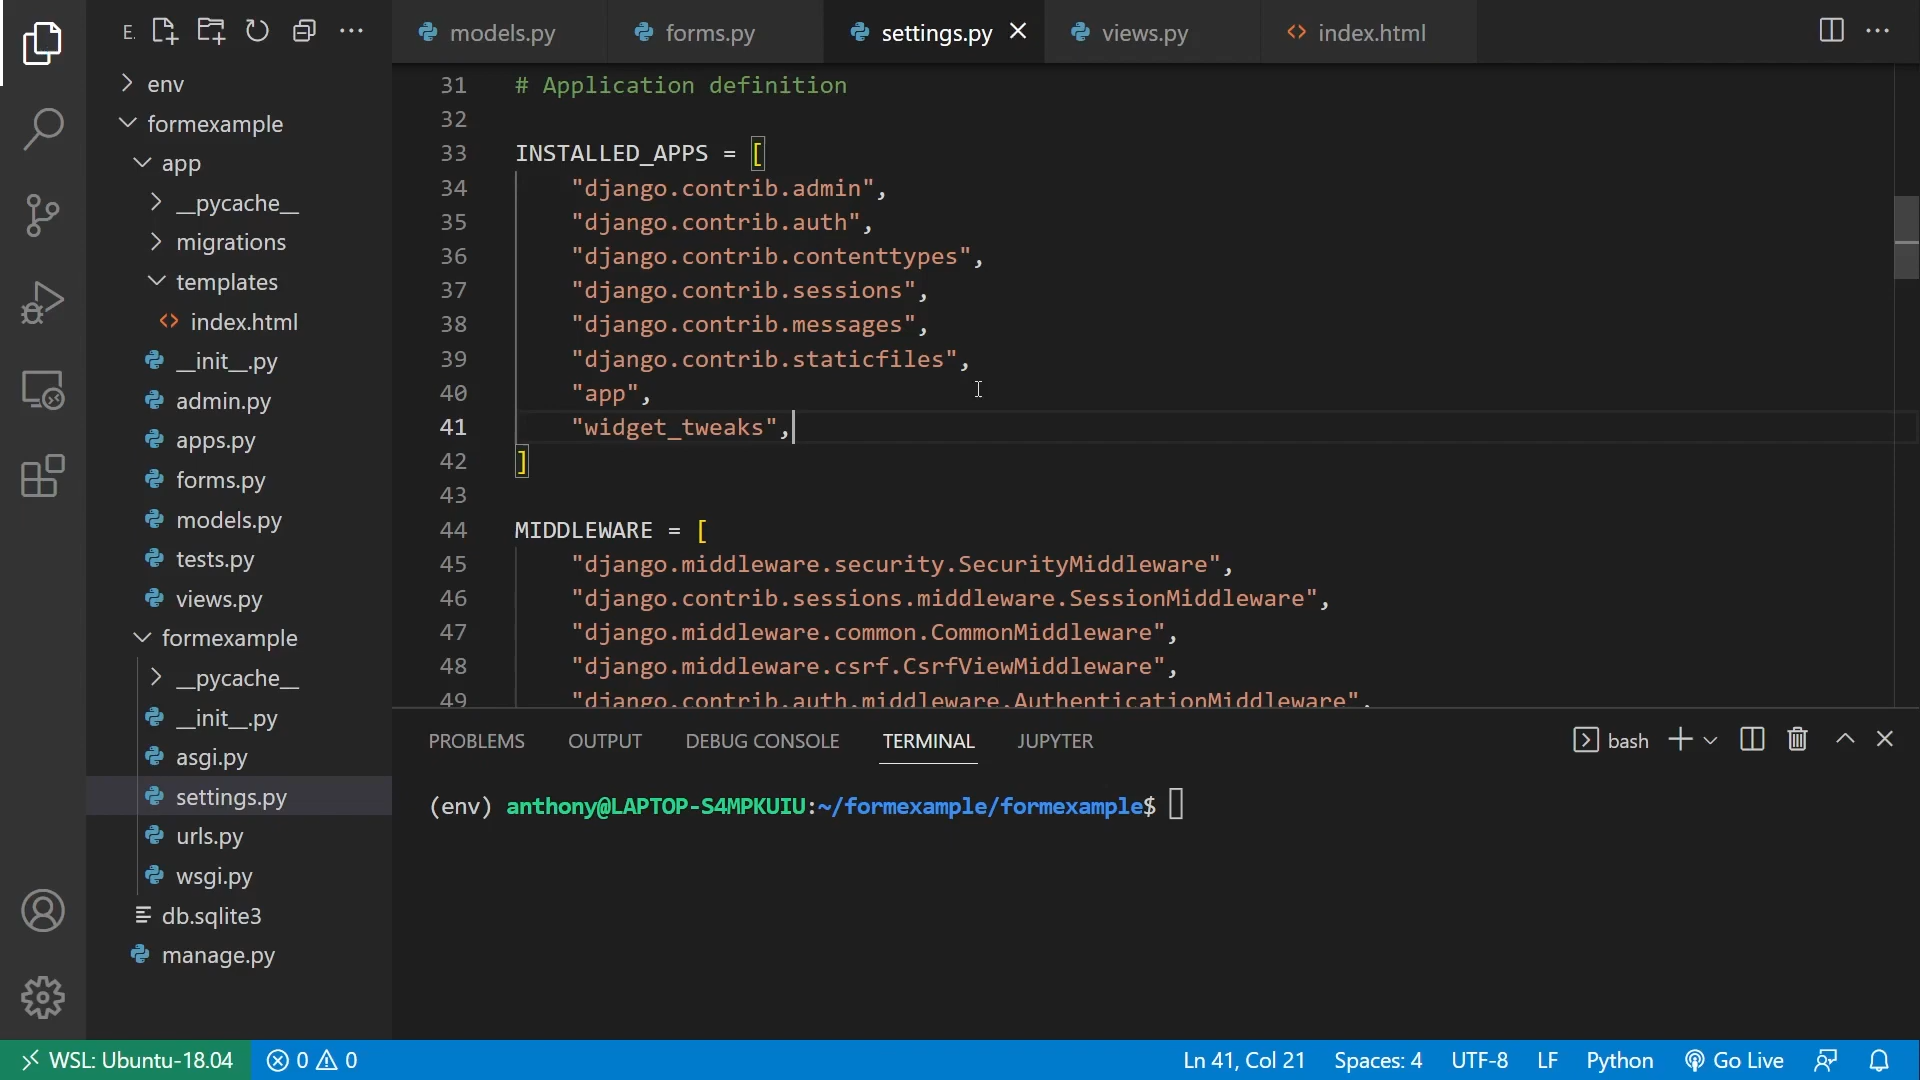 E.
models.py
forms.py
settings.py
views.py
index.html
env
formexample
app
__pycache__
migrations
templates
index.html
__init__.py
admin.py
apps.py
forms.py
models.py
tests.py
views.py
formexample
__pycache__
__init__.py
asgi.py
settings.py
urls.py
wsgi.py
db.sqlite3
manage.py
31 # Application definition
32
33 INSTALLED_APPS = [
34 "django.contrib.admin",
35 "django.contrib.auth",
36 "django.contrib.contenttypes",
37 "django.contrib.sessions",
38 "django.contrib.messages",
39 "django.contrib.staticfiles",
40 "app",
41 "widget_tweaks",
42 ]
43
44 MIDDLEWARE = [
45 "django.middleware.security.SecurityMiddleware",
46 "django.contrib.sessions.middleware.SessionMiddleware",
47 "django.middleware.common.CommonMiddleware",
48 "django.middleware.csrf.CsrfViewMiddleware",
49 "django.contrib.auth.middleware.AuthenticationMiddleware",
PROBLEMS OUTPUT DEBUG CONSOLE TERMINAL JUPYTER bash
(env) anthony@LAPTOP-S4MPKUIU:~/formexample/formexample$
WSL: Ubuntu-18.04 0 0 Ln 41, Col 21 Spaces: 4 UTF-8 LF Python Go Live